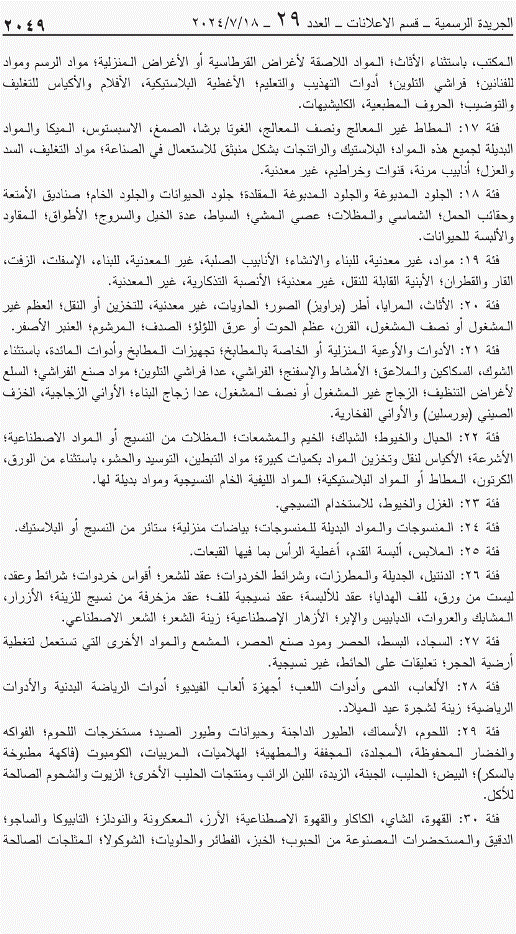 الجريدة الرسمية ــ قسم الاعلانات ــ العدد ٢٩ ــ ٢٠٢٤/٧/١٨ ٢٠٤٩
المكتب، باستثناء الأثاث؛ المواد اللاصقة لأغراض القرطاسية أو الأغراض المنزلية؛ مواد الرسم ومواد
للفنانين؛ فراشي التلوين؛ أدوات التهذيب والتعليم؛ الأغطية البلاستيكية، الأفلام والأكياس للتغليف
والتوضيب؛ الحروف المطبعية، الكليشيهات.
فئة ١٧: المطاط غير المعالج ونصف المعالج، الغوتا برشا، الصمغ، الاسبستوس، الميكا والمواد
البديلة لجميع هذه المواد؛ البلاستيك والراتنجات بشكل منبثق للاستعمال في الصناعة؛ مواد التغليف، السد
والعزل؛ أنابيب مرنة، قنوات وخراطيم، غير معدنية.
فئة ١٨: الجلود المدبوغة والجلود المدبوغة المقلدة؛ جلود الحيوانات والجلود الخام؛ صناديق الأمتعة
وحقائب الحمل؛ الشماسي والمظلات؛ عصي المشي؛ السياط، عدة الخيل والسروج؛ الأطواق؛ المقاود
والألبسة للحيوانات.
فئة ١٩: مواد، غير معدنية، للبناء والانشاء؛ الأنابيب الصلبة، غير المعدنية، للبناء، الإسفلت، الزفت،
القار والقطران؛ الأبنية القابلة للنقل، غير معدنية؛ الأنصبة التذكارية، غير المعدنية.
فئة ٢٠: الأثاث، المرايا، أطر (براويز) الصور؛ الحاويات، غير معدنية، للتخزين أو النقل؛ العظم غير
المشغول أو نصف المشغول، القرن، عظم الحوت أو عرق اللؤلؤ؛ الصدف؛ المرشوم؛ العنبر الأصفر.
فئة ٢١: الأدوات والأوعية المنزلية أو الخاصة بالمطابخ؛ تجهيزات المطابخ وأدوات المائدة، باستثناء
الشوك، السكاكين والملاعق؛ الأمشاط والإسفنج؛ الفراشي، عدا فراشي التلوين؛ مواد صنع الفراشي؛ السلع
لأغراض التنظيف؛ الزجاج غير المشغول أو نصف المشغول، عدا زجاج البناء؛ الأواني الزجاجية، الخزف
الصيني (بورسلين) والأواني الفخارية.
فئة ٢٢: الحبال والخيوط؛ الشباك؛ الخيم والمشمعات؛ المظلات من النسيج أو المواد الاصطناعية؛
الأشرعة؛ الأكياس لنقل وتخزين المواد بكميات كبيرة؛ مواد التبطين، التوسيد والحشو، باستثناء من الورق،
الكرتون، المطاط أو المواد البلاستيكية؛ المواد الليفية الخام النسيجية ومواد بديلة لها.
فئة ٢٣: الغزل والخيوط، للاستخدام النسيجي.
فئة ٢٤: المنسوجات والمواد البديلة للمنسوجات؛ بياضات منزلية؛ ستائر من النسيج أو البلاستيك.
فئة ٢٥: الملابس، ألبسة القدم، أغطية الرأس بما فيها القبعات.
فئة ٢٦: الدنتيل، الجديلة والمطرزات، وشرائط الخردوات؛ عقد للشعر؛ أقواس خردوات؛ شرائط وعقد،
ليست من ورق، للف الهدايا؛ عقد للألبسة؛ عقد نسيجية للف؛ عقد مزخرفة من نسيج للزينة؛ الأزرار،
المشابك والعروات، الدبابيس والإبر؛ الأزهار الإصطناعية؛ زينة الشعر؛ الشعر الاصطناعي.
فئة ٢٧: السجاد، البسط، الحصر ومود صنع الحصر، المشمع والمواد الأخرى التي تستعمل لتغطية
أرضية الحجر؛ تعليقات على الحائط، غير نسيجية.
فئة ٢٨: الألعاب، الدمى وأدوات اللعب؛ أجهزة ألعاب الفيديو؛ أدوات الرياضة البدنية والأدوات
الرياضية؛ زينة لشجرة عيد الميلاد.
فئة ٢٩: اللحوم، الأسماك، الطيور الداجنة وحيوانات وطيور الصيد؛ مستخرجات اللحوم؛ الفواكه
والخضار المحفوظة، المجلدة، المجففة والمطهية؛ الهلاميات، المربيات، الكومبوت (فاكهة مطبوخة
بالسكر)؛ البيض؛ الحليب، الجبنة، الزبدة، اللبن الرائب ومنتجات الحليب الأخرى؛ الزيوت والشحوم الصالحة
للأكل.
فئة ٣٠: القهوة، الشاي، الكاكاو والقهوة الاصطناعية؛ الأرز، المعكرونة والنودلز؛ التابيوكا والساجو؛
الدقيق والمستحضرات المصنوعة من الحبوب؛ الخبز، الفطائر والحلويات؛ الشوكولا؛ المثلجات الصالحة